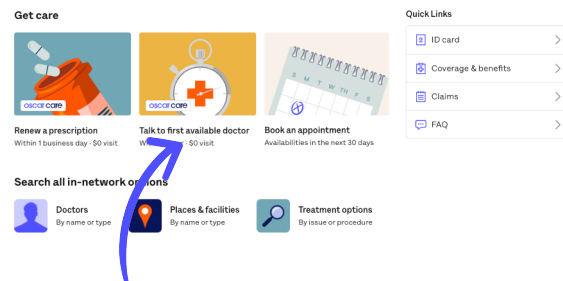 Get care
Quick Links
oscar care
oscar care
S M T W TH F S
Renew a prescription
Within 1 business day · $0 visit
Talk to first available doctor
· $0 visit
Book an appointment
Availabilities in the next 30 days
ID card
Coverage & benefits
Claims
FAQ
Search all in-network options
Doctors
By name or type
Places & facilities
By name or type
Treatment options
By issue or procedure